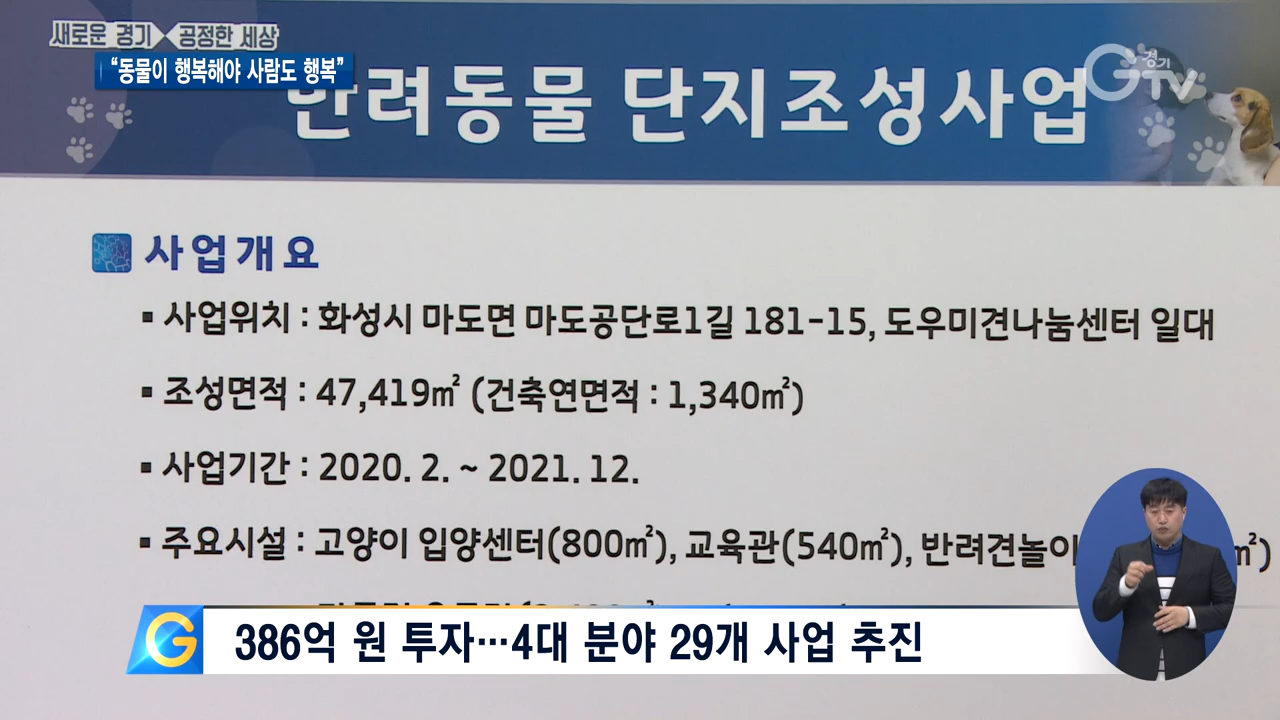 새로운 경기 공정한 세상
“동물이 행복해야 사람도 행복”
경기
GTV
반려동물 단지조성사업
사업개요
▪ 사업위치 : 화성시 마도면 마도공단로1길 181-15, 도우미견나눔센터 일대
▪ 조성면적 : 47,419㎡ (건축연면적 : 1,340㎡)
▪ 사업기간 : 2020. 2. ~ 2021. 12.
▪ 주요시설 : 고양이 입양센터(800㎡), 교육관(540㎡), 반려견놀이 ㎡)
G 386억 원 투자…4대 분야 29개 사업 추진